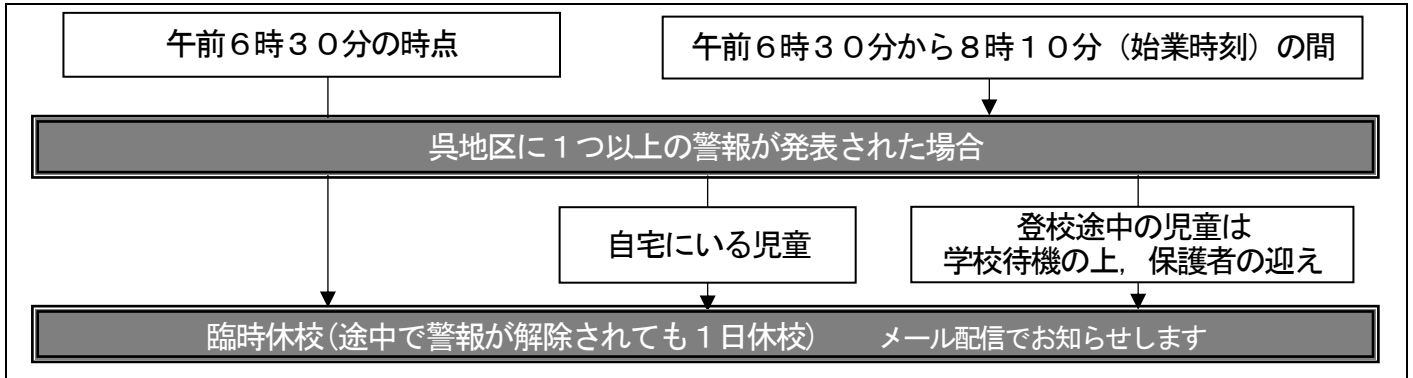 午前６時３０分の時点
午前６時３０分から８時１０分（始業時刻）の間
呉地区に１つ以上の警報が発表された場合
自宅にいる児童
登校途中の児童は
学校待機の上，保護者の迎え
臨時休校（途中で警報が解除されても１日休校）　メール配信でお知らせします